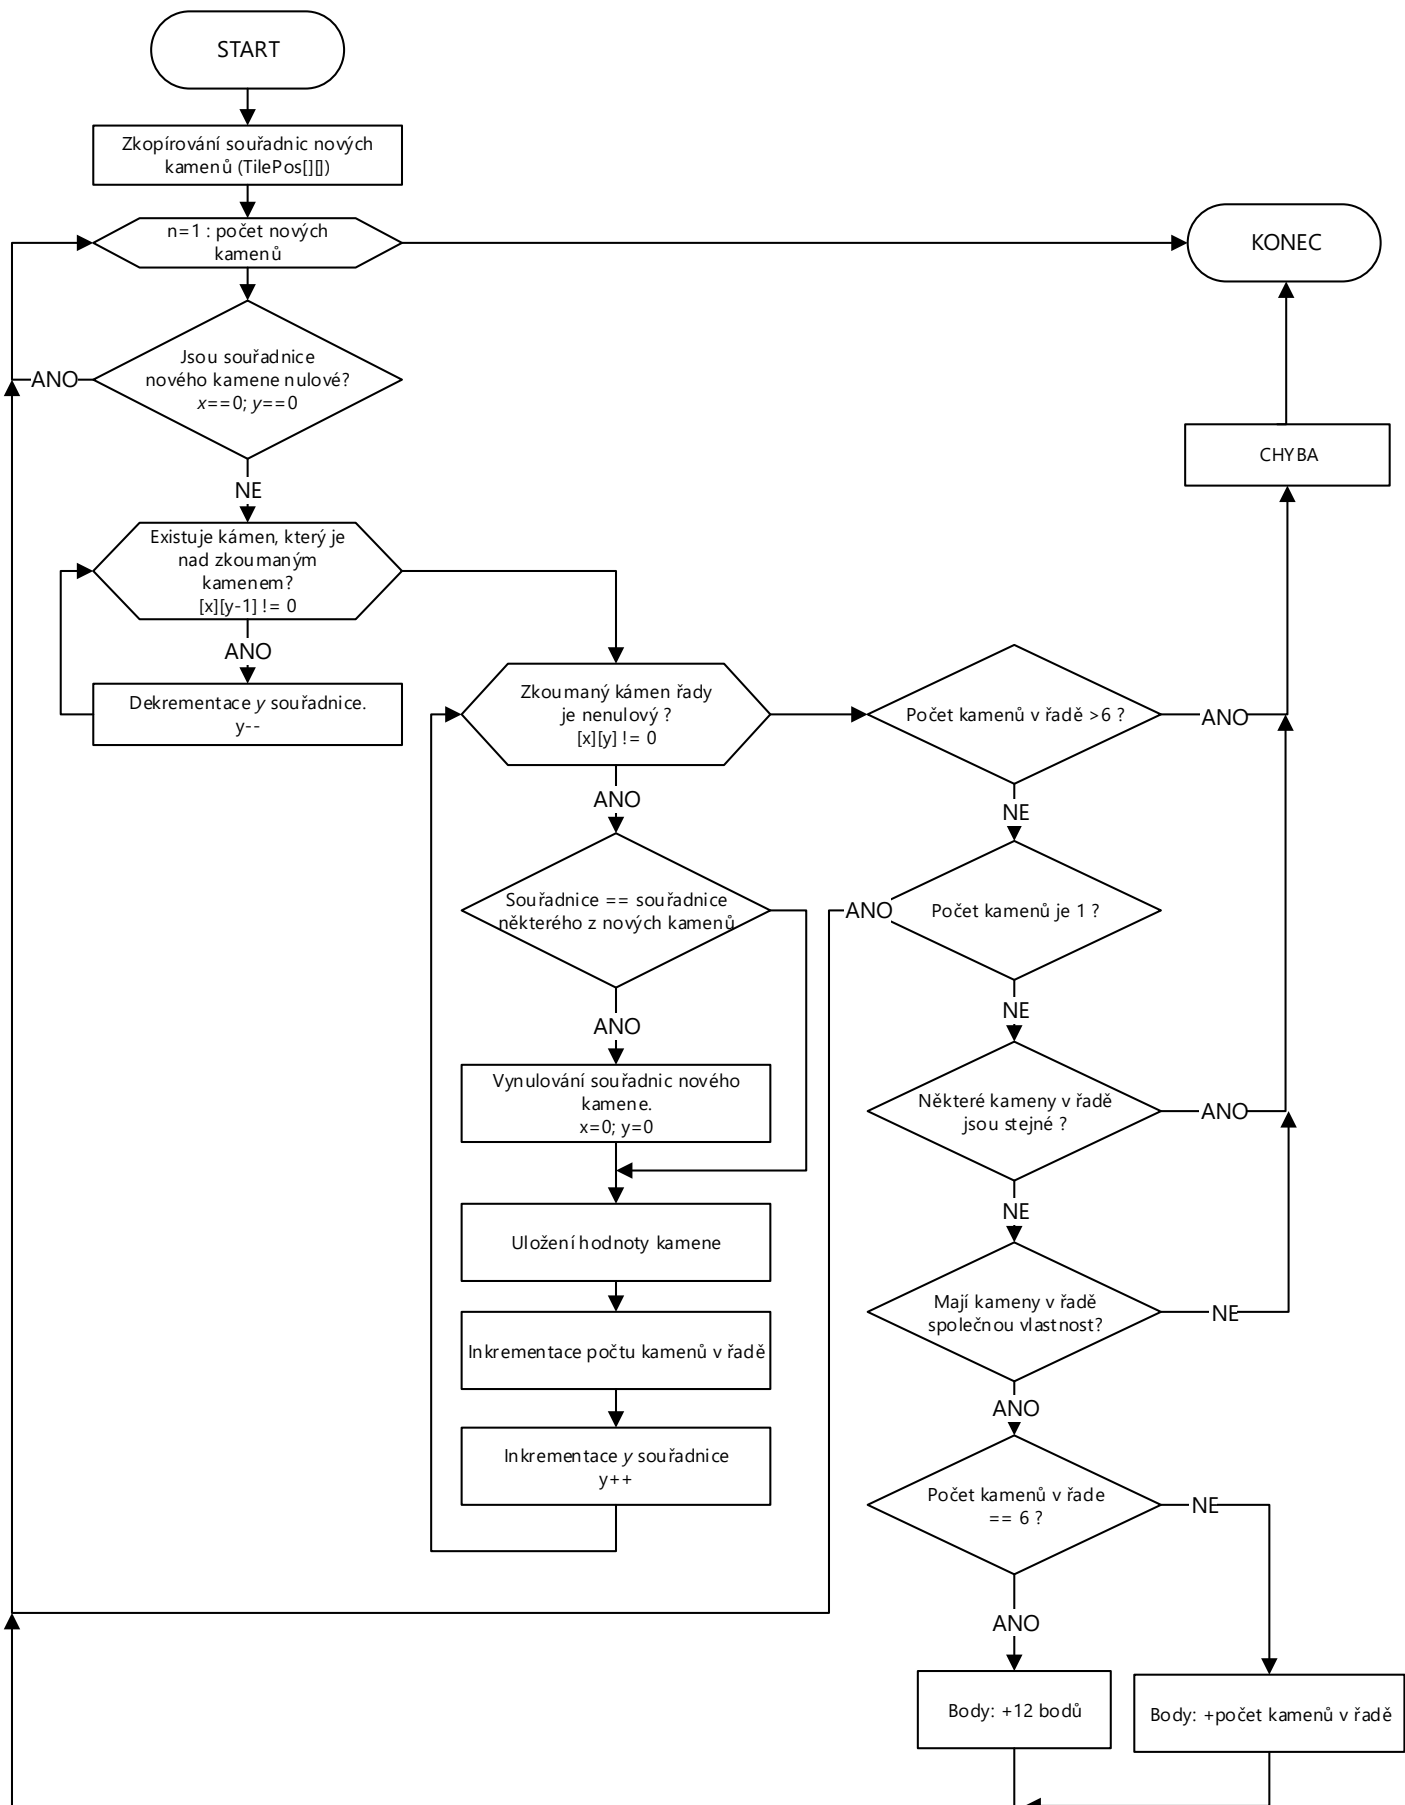 START
Zkopírování souřadnic nových
kamenů (TilePos[][])
n=1 : počet nových
kamenů
KONEC
Jsou souřadnice
nového kamene nulové?
x==0; y==0
ANO
NE
CHYBA
Existuje kámen, který je
nad zkoumaným
kamenem?
[x][y-1] != 0
ANO
Dekrementace y souřadnice.
y--
Zkoumaný kámen řady
je nenulový ?
[x][y] != 0
ANO
Souřadnice == souřadnice
některého z nových kamenů
ANO
Vynulování souřadnic nového
kamene.
x=0; y=0
Uložení hodnoty kamene
Inkrementace počtu kamenů v řadě
Inkrementace y souřadnice
y++
Počet kamenů v řadě >6 ?
ANO
NE
Počet kamenů je 1 ?
ANO
NE
Některé kameny v řadě
jsou stejné ?
ANO
NE
Mají kameny v řadě
společnou vlastnost?
NE
ANO
Počet kamenů v řade
== 6 ?
NE
ANO
Body: +12 bodů
Body: +počet kamenů v řadě